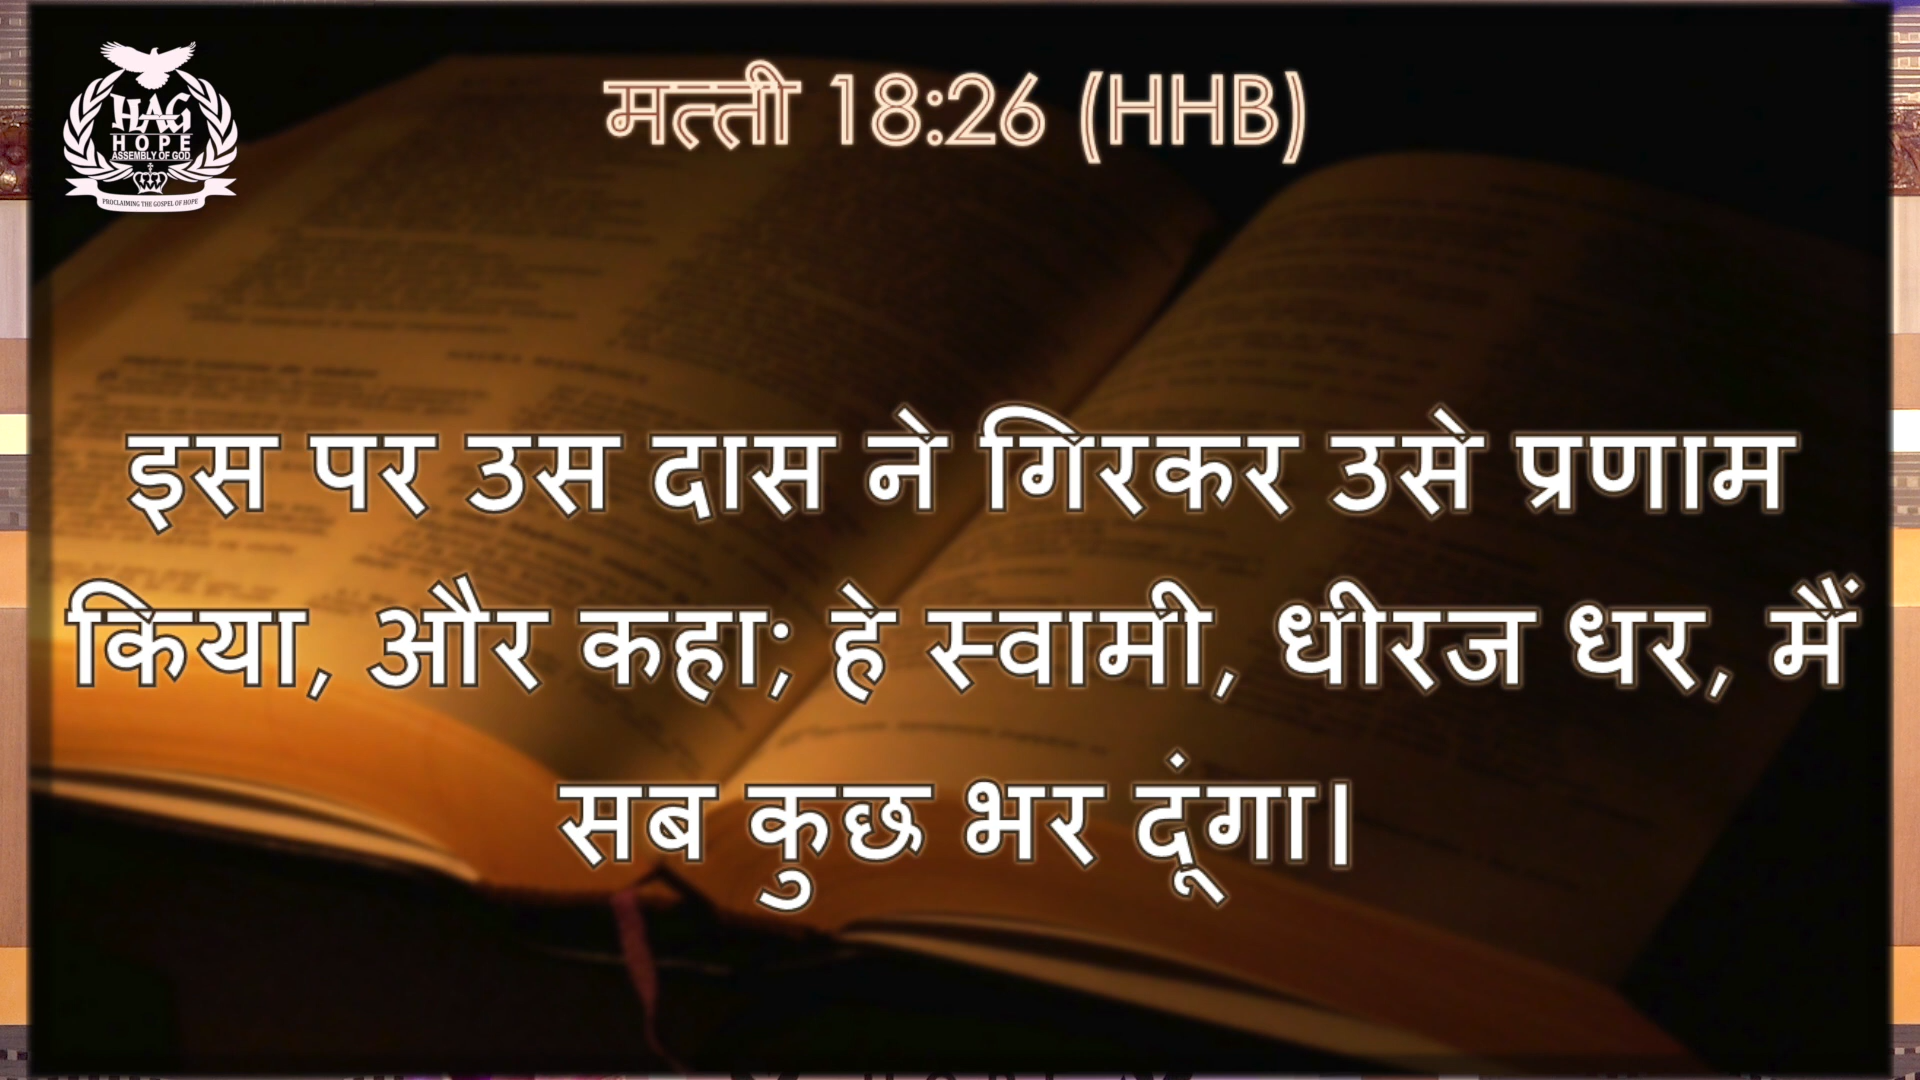 मत्ती 18:26 (HHB)
HAG
HOPE
ASSEMBLY OF GOD
PROCLAIMING THE GOSPEL OF HOPE
इस पर उस दास ने गिरकर उसे प्रणाम
किया, और कहा; हे स्वामी, धीरज धर, मैं
सब कुछ भर दूंगा।